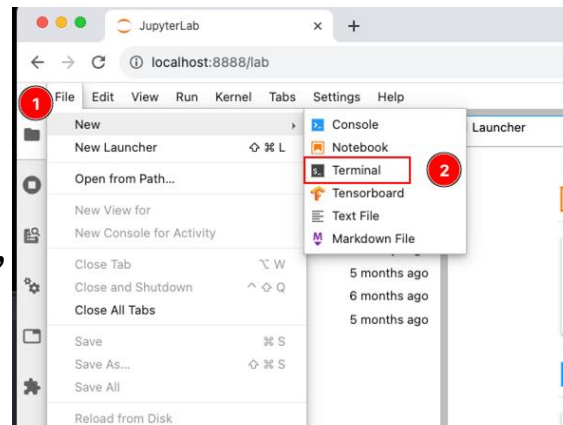 JupyterLab
localhost:8888/lab
1
File Edit View Run Kernel Tabs Settings Help
New
Console
Launcher
New Launcher ⇧ ⌘ L
Notebook
Open from Path...
Terminal
2
Tensorboard
New View for
Text File
New Console for Activity
Markdown File
Close Tab ⌥ W
5 months ago
Close and Shutdown ^ ⇧ Q
6 months ago
Close All Tabs
5 months ago
Save ⌘ S
Save As... ⇧ ⌘ S
Save All
Reload from Disk